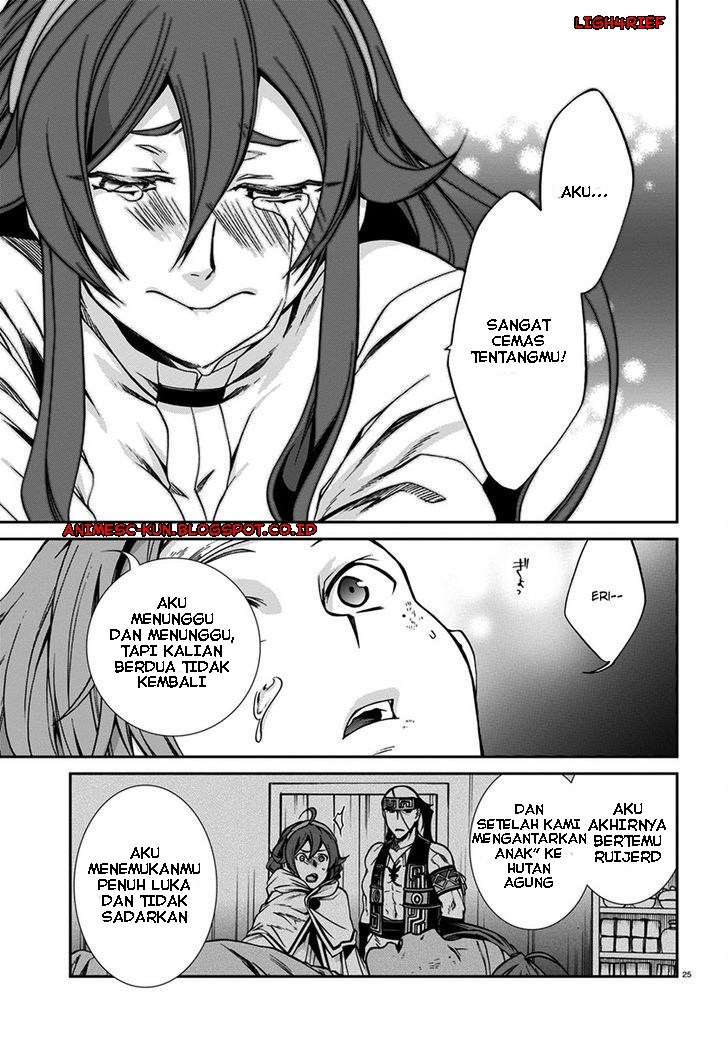 LIGH4RIEF
AKU...
SANGAT
CEMAS
TENTANGMU!
ANIMESC-KUN.BLOGSPOT.CO.ID
ERI--
AKU
MENUNGGU
DAN MENUNGGU,
TAPI KALIAN
BERDUA TIDAK
KEMBALI
AKU
AKHIRNYA
BERTEMU
RUIJERD
DAN
SETELAH KAMI
MENGANTARKAN
ANAK" KE
HUTAN
AGUNG
AKU
MENEMUKANMU
PENUH LUKA
DAN TIDAK
SADARKAN
25